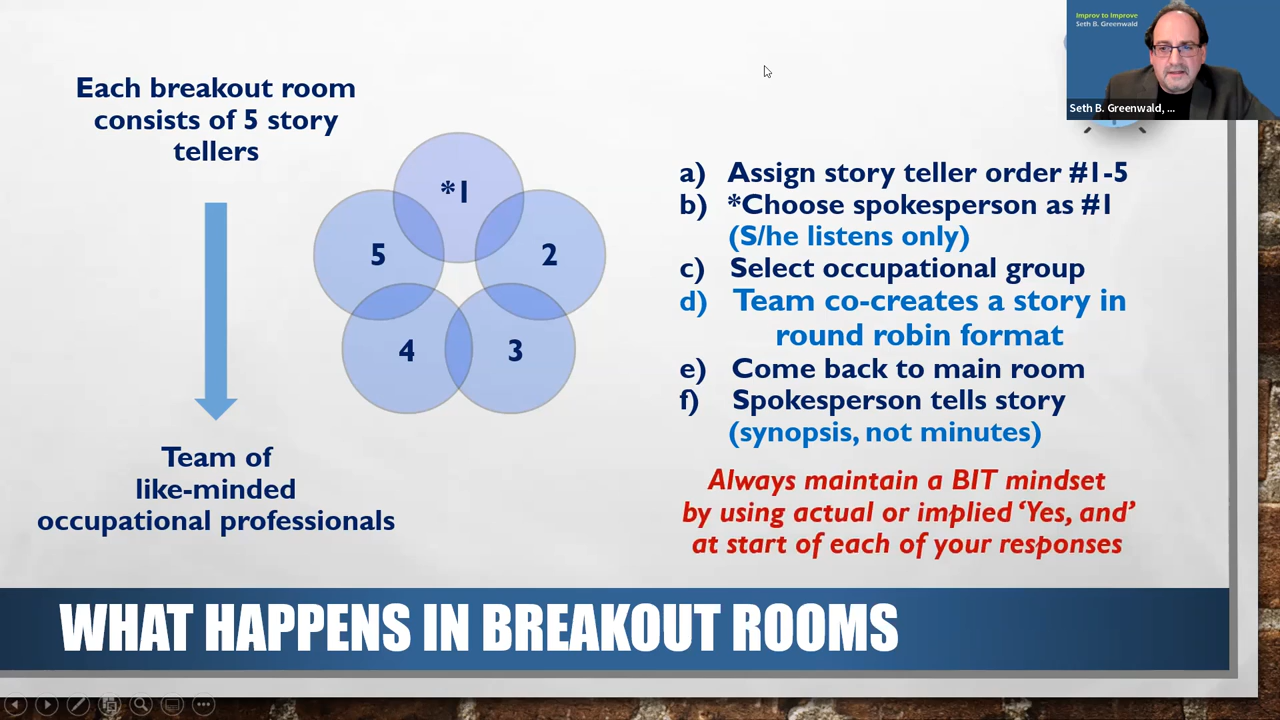 Improv to Improve
Seth B. Greenwald
Seth B. Greenwald, ...
Each breakout room
consists of 5 story
tellers
*1
5
2
4
3
Team of
like-minded
occupational professionals
a) Assign story teller order #1-5
b) *Choose spokesperson as #1
(S/he listens only)
c) Select occupational group
d) Team co-creates a story in
round robin format
e) Come back to main room
f) Spokesperson tells story
(synopsis, not minutes)
Always maintain a BIT mindset
by using actual or implied ‘Yes, and’
at start of each of your responses
WHAT HAPPENS IN BREAKOUT ROOMS